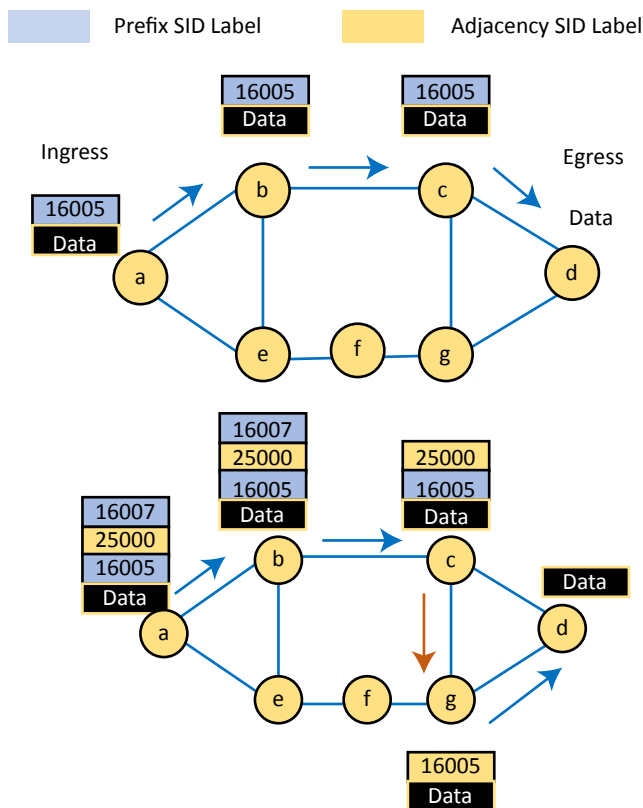 Prefix SID Label
Adjacency SID Label
16005
Data
16005
Data
Ingress
Egress
b
c
16005
Data
Data
a
d
e
f
g
16007
25000
16005
Data
25000
16005
Data
16007
25000
16005
Data
b
c
Data
a
d
e
f
g
16005
Data